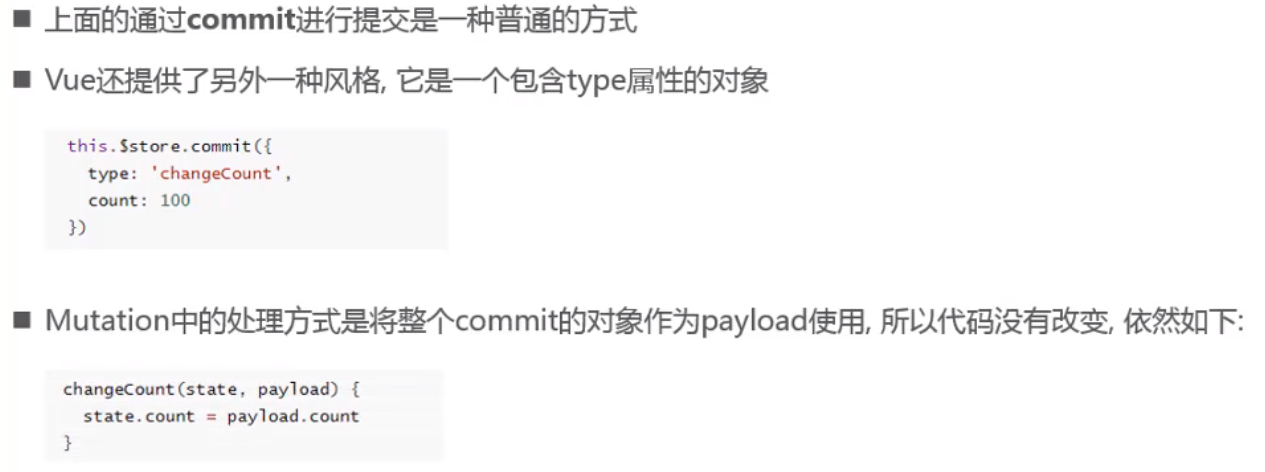 ■ 上面的通过commit进行提交是一种普通的方式
■ Vue还提供了另外一种风格, 它是一个包含type属性的对象
this.$store.commit({
  type: 'changeCount',
  count: 100
})
■ Mutation中的处理方式是将整个commit的对象作为payload使用, 所以代码没有改变, 依然如下:
changeCount(state, payload) {
  state.count = payload.count
}